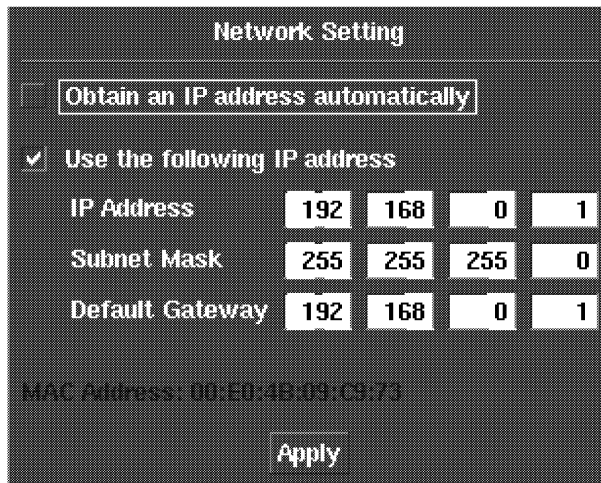 Network Setting
Obtain an IP address automatically
Use the following IP address
IP Address 192 168 0 1
Subnet Mask 255 255 255 0
Default Gateway 192 168 0 1
MAC Address: 00:E0:4B:09:C9:73
Apply